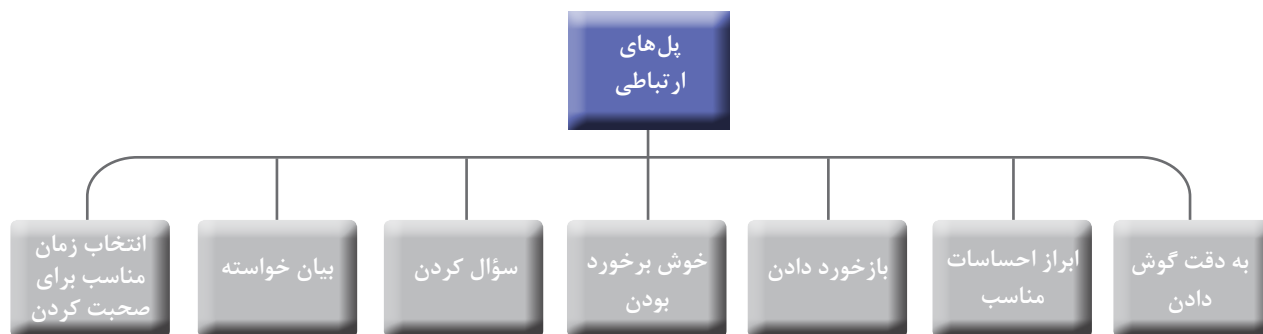 پل‌های
ارتباطی
به دقت گوش
دادن
ابراز احساسات
مناسب
بازخورد دادن
خوش برخورد
بودن
سؤال کردن
بیان خواسته
انتخاب زمان
مناسب برای
صحبت کردن